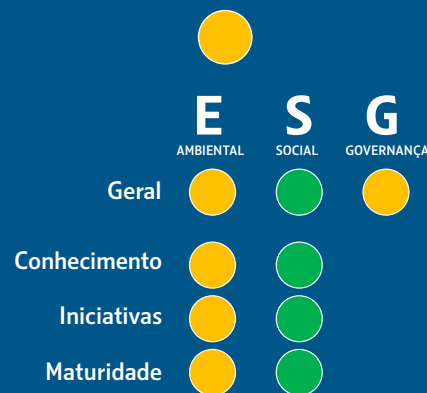 E S G
AMBIENTAL SOCIAL GOVERNANÇA
Geral
Conhecimento
Iniciativas
Maturidade